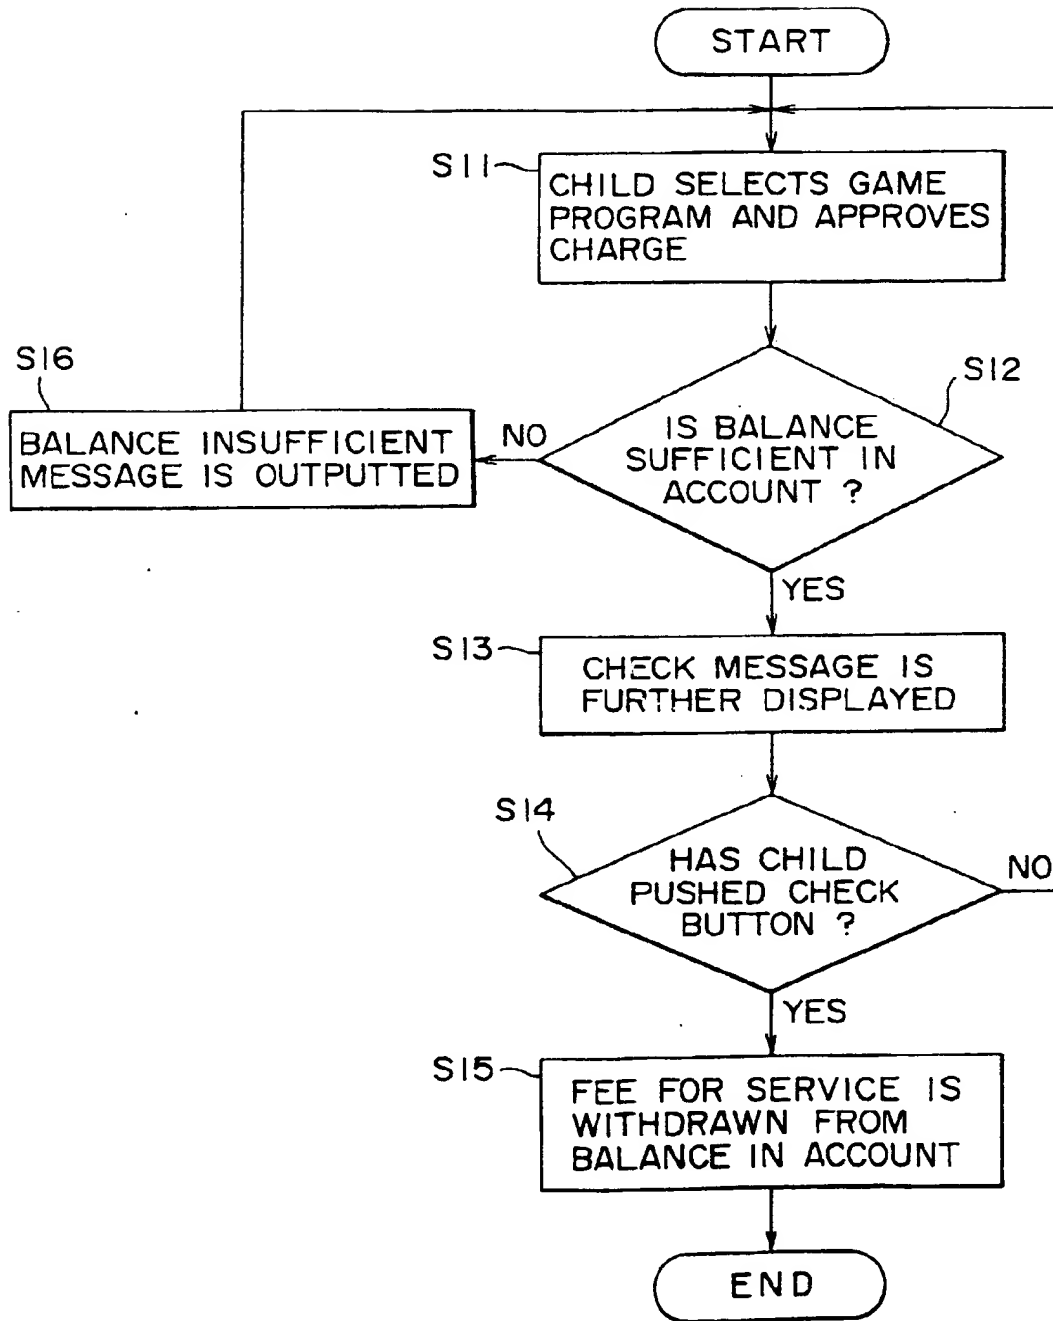 START
S11
CHILD SELECTS GAME
PROGRAM AND APPROVES
CHARGE
S16
BALANCE INSUFFICIENT
MESSAGE IS OUTPUTTED
NO
S12
IS BALANCE
SUFFICIENT IN
ACCOUNT ?
YES
S13
CHECK MESSAGE IS
FURTHER DISPLAYED
S14
HAS CHILD
PUSHED CHECK
BUTTON ?
NO
YES
S15
FEE FOR SERVICE IS
WITHDRAWN FROM
BALANCE IN ACCOUNT
END